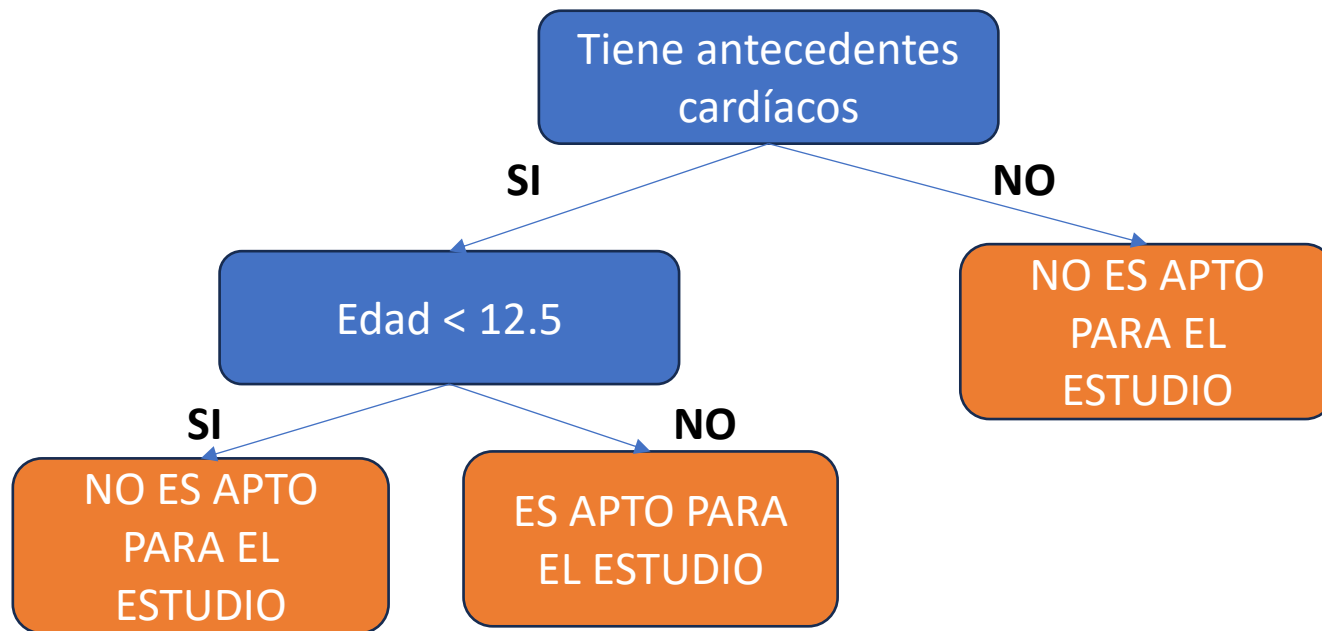 Tiene antecedentes
cardíacos
SI
NO
Edad < 12.5
NO ES APTO
PARA EL
ESTUDIO
SI
NO
NO ES APTO
PARA EL
ESTUDIO
ES APTO PARA
EL ESTUDIO